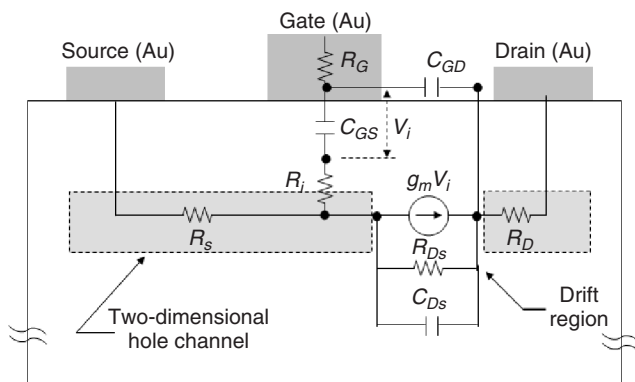 Gate (Au)
Source (Au)
Drain (Au)
R_G
C_GD
C_GS
V_i
R_i
g_mV_i
R_s
R_Ds
R_D
C_Ds
Two-dimensional
hole channel
Drift
region